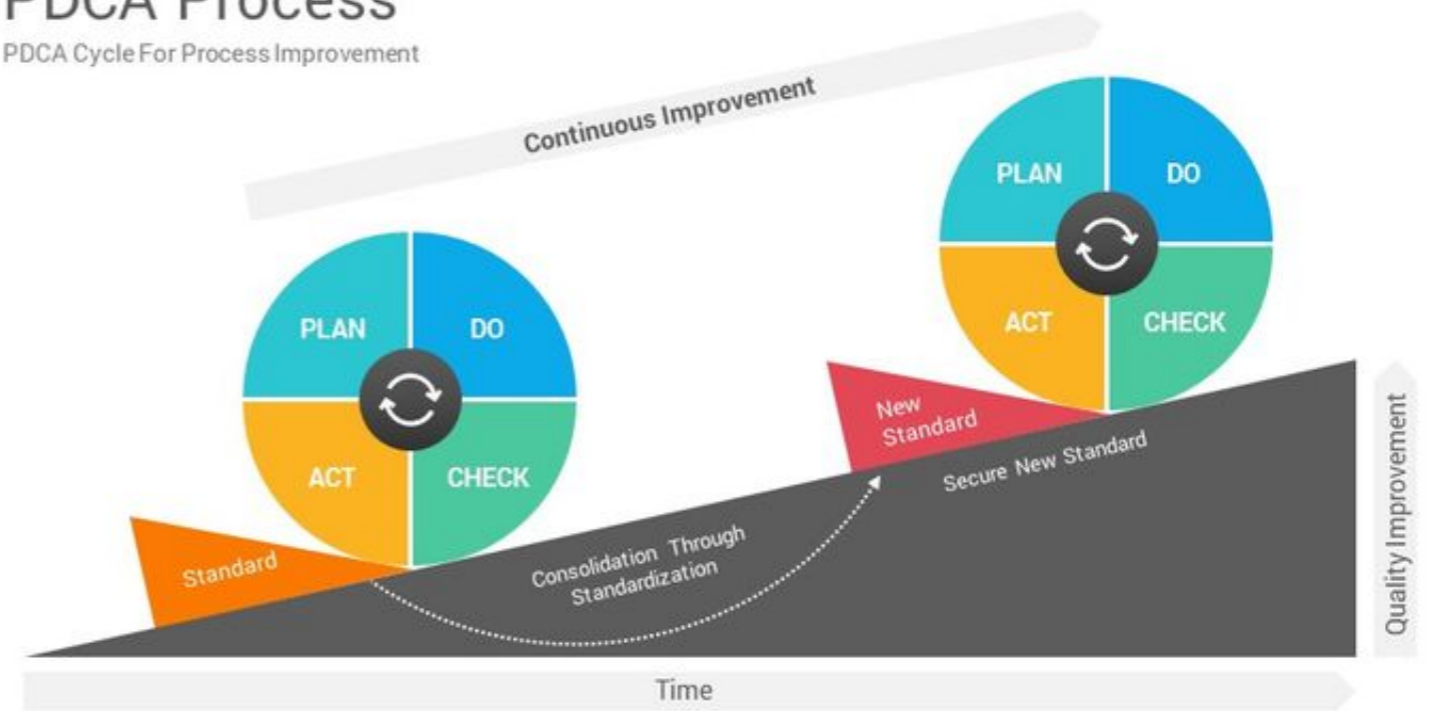 PDCA Process
PDCA Cycle For Process Improvement
Continuous Improvement
PLAN
DO
ACT
CHECK
Standard
Consolidation Through
Standardization
PLAN
DO
ACT
CHECK
New
Standard
Secure New Standard
Quality Improvement
Time